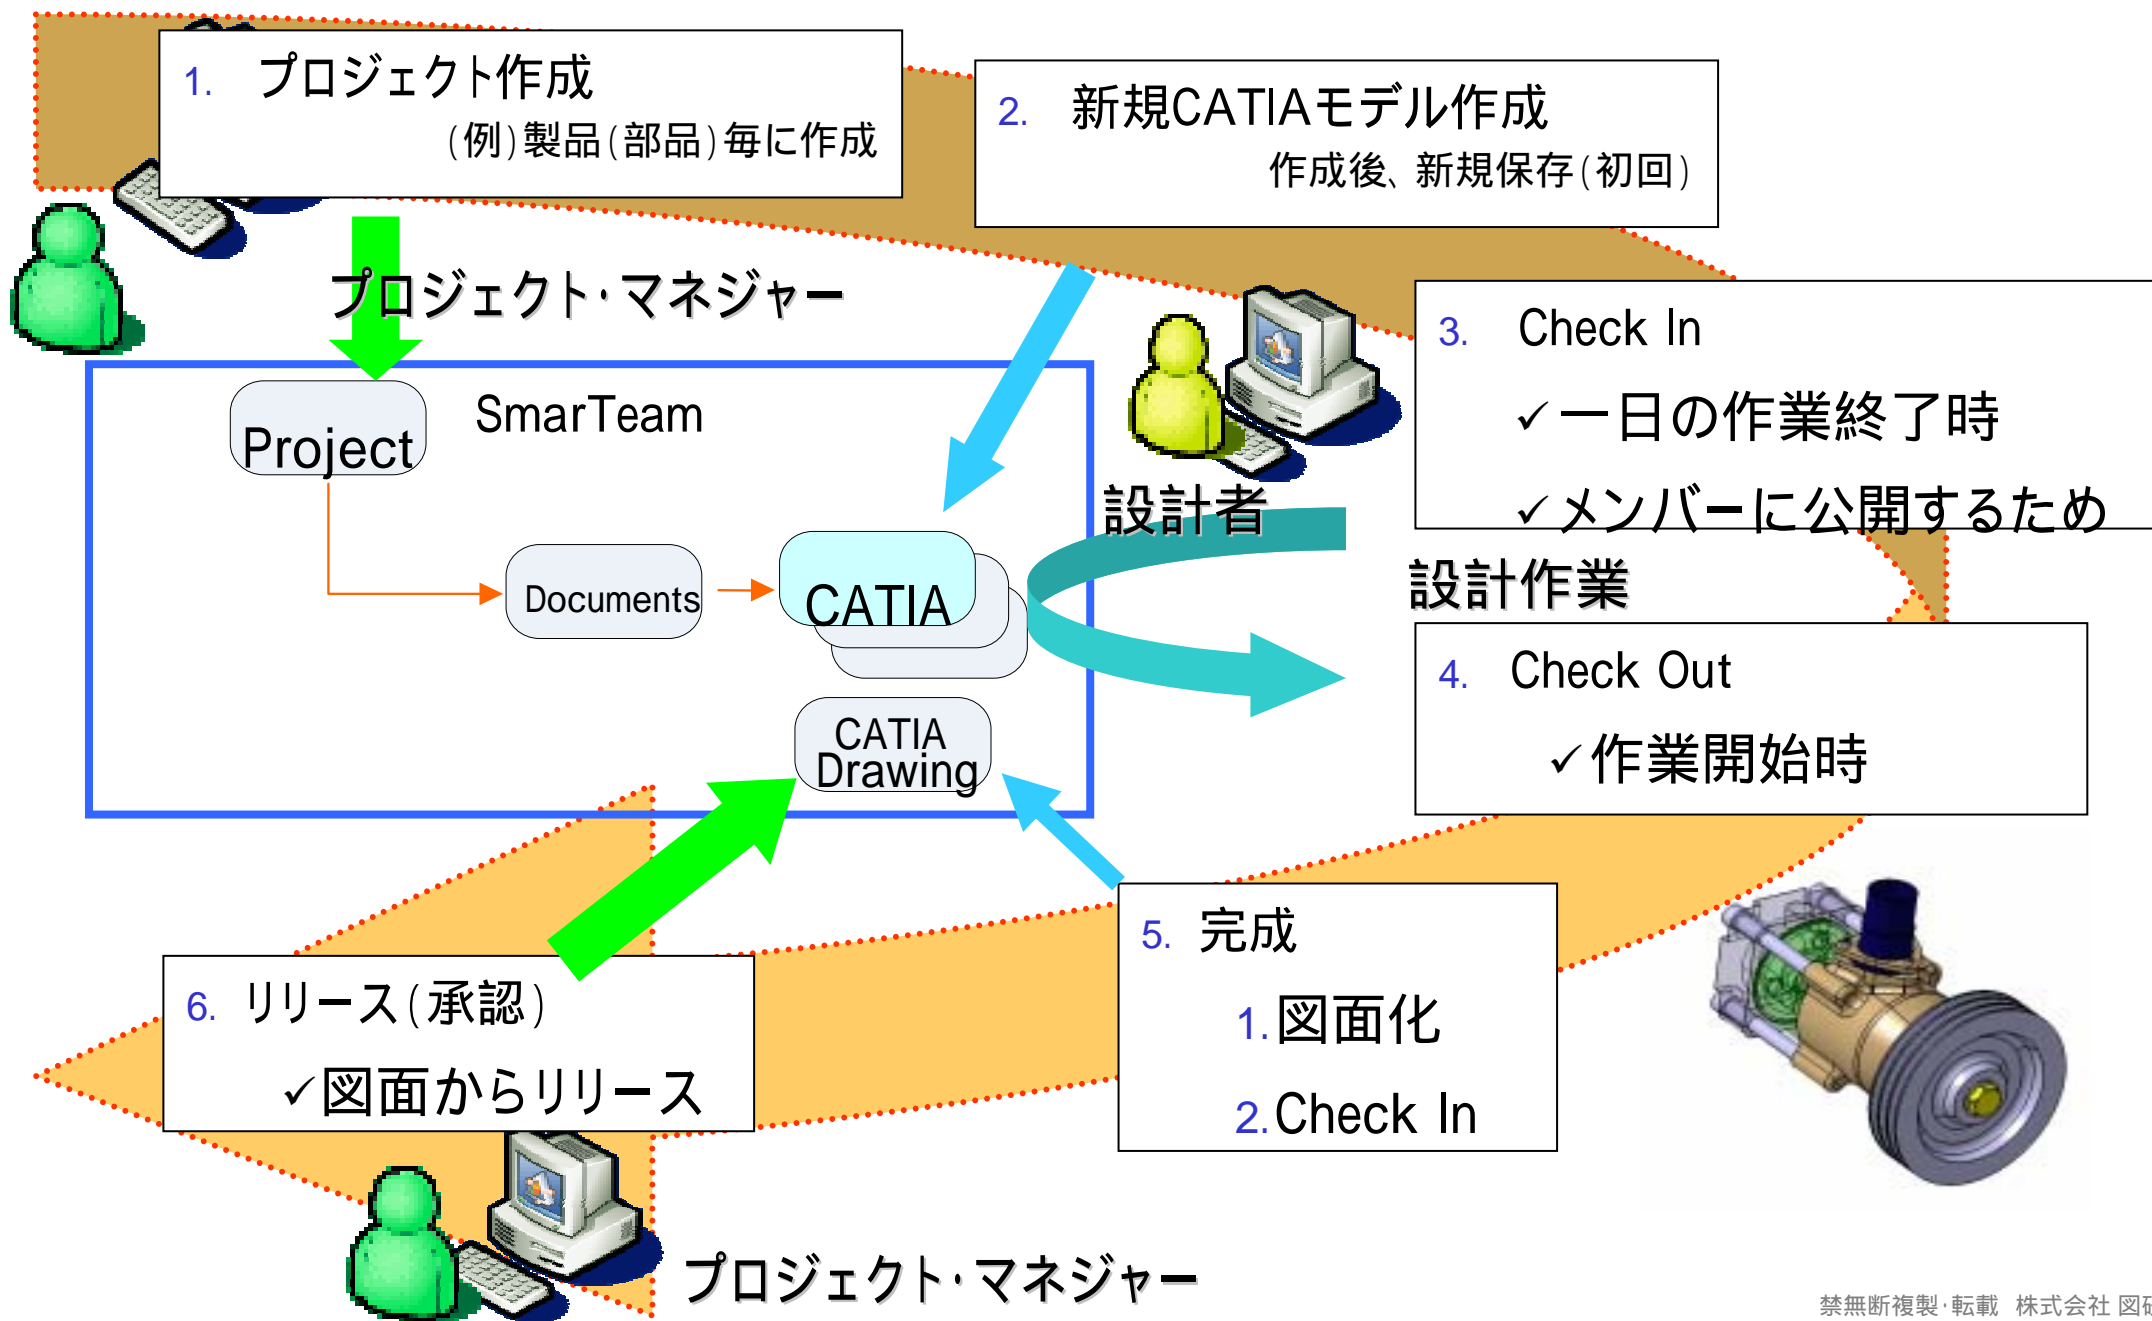 1. プロジェクト作成
(例)製品(部品)毎に作成
2. 新規CATIAモデル作成
作成後、新規保存(初回)
プロジェクト・マネジャー
3. Check In
✓一日の作業終了時
✓メンバーに公開するため
Project
SmarTeam
設計者
Documents
CATIA
設計作業
4. Check Out
✓作業開始時
CATIA
Drawing
5. 完成
1.図面化
2.Check In
6. リリース(承認)
✓図面からリリース
プロジェクト・マネジャー
禁無断複製・転載 株式会社 図